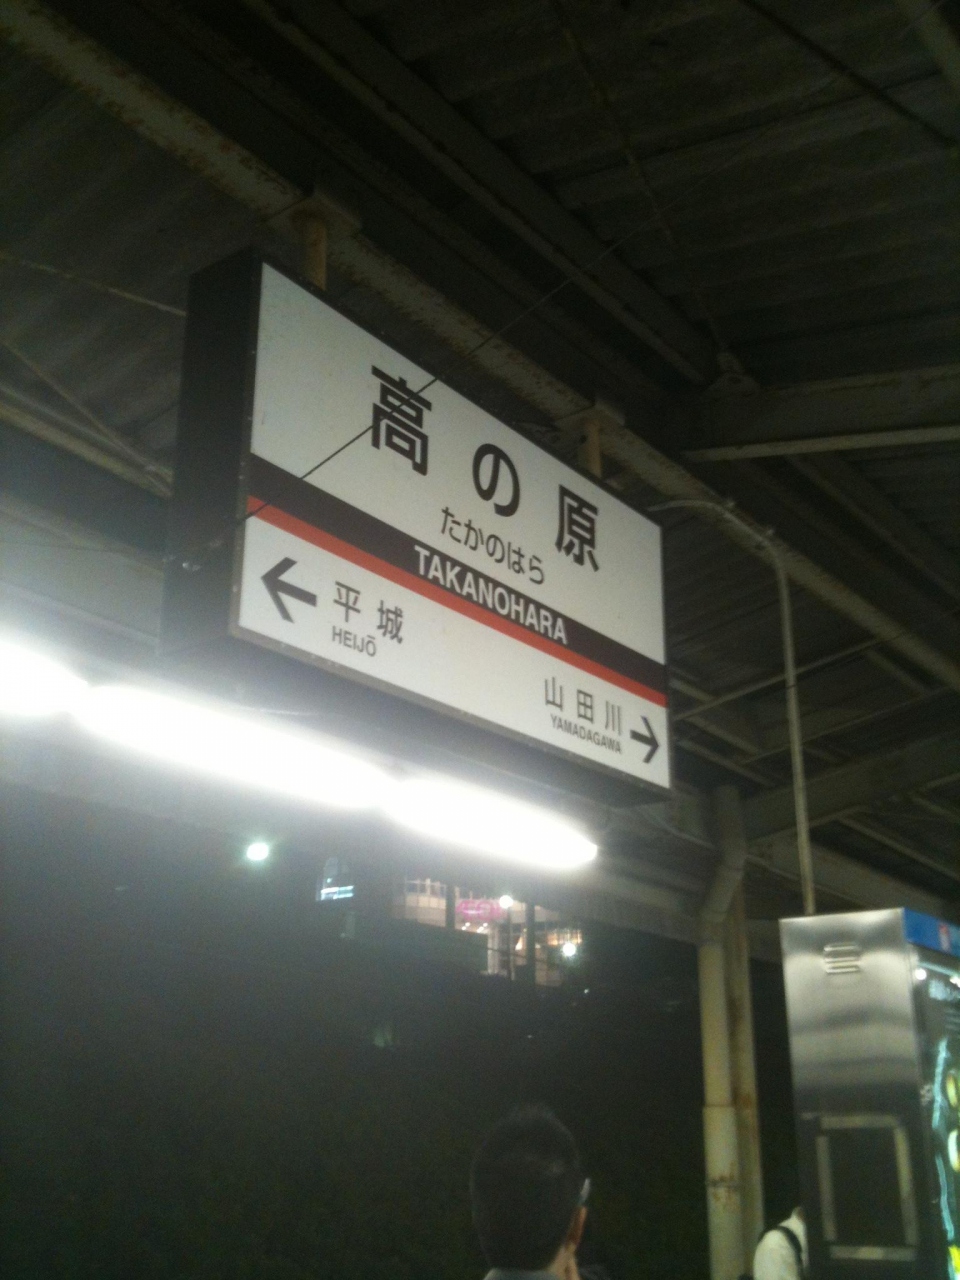 高の原
たかのはら
TAKANOHARA
← 平城
HEIJŌ
山田川 →
YAMADAGAWA